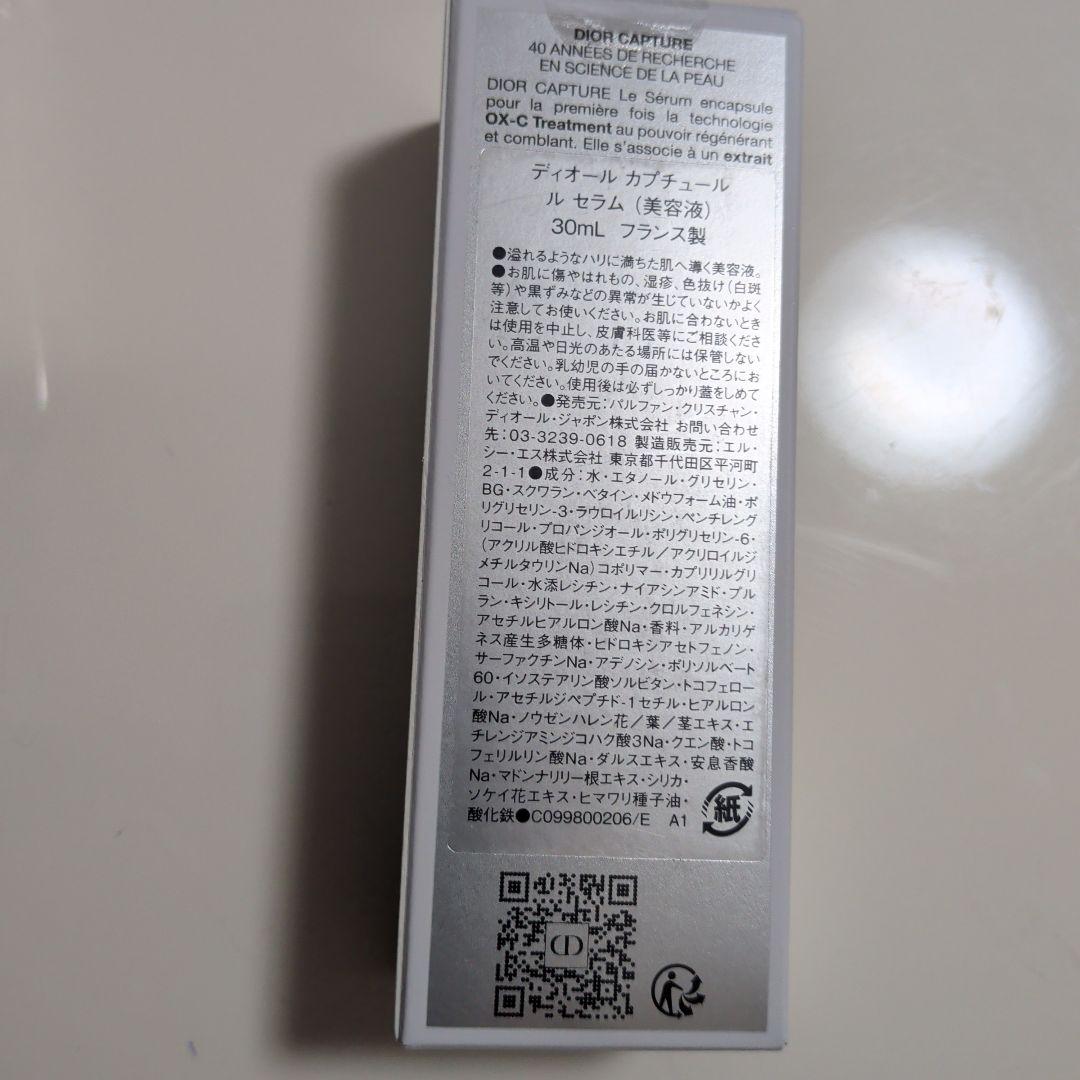 DIOR CAPTURE
40 ANNÉES DE RECHERCHE
EN SCIENCE DE LA PEAU
DIOR CAPTURE Le Sérum encapsule
pour la première fois la technologie
OX-C Treatment au pouvoir régénérant
et comblant. Elle s'associe à un extrait
ディオール カプチュール
ル セラム（美容液）
30mL フランス製
●溢れるようなハリに満ちた肌へ導く美容液。
●お肌に傷やはれもの、湿疹、色抜け（白斑
等）や黒ずみなどの異常が生じていないかよく
注意してお使いください。お肌に合わないとき
は使用を中止し、皮膚科医等にご相談くださ
い。高温や日光のあたる場所には保管しない
でください。乳幼児の手の届かないところにお
いてください。使用後は必ずしっかり蓋をしめて
ください。●発売元：パルファン・クリスチャン・
ディオール・ジャポン株式会社 お問い合わせ
先：03-3239-0618 製造販売元：エル・
シー・エス株式会社 東京都千代田区平河町
2-1-1●成分：水・エタノール・グリセリン・
BG・スクワラン・ベタイン・メドウフォーム油・ポ
リグリセリン-3・ラウロイルリシン・ペンチレング
リコール・プロパンジオール・ポリグリセリン-6・
（アクリル酸ヒドロキシエチル／アクリロイルジ
メチルタウリンNa）コポリマー・カプリリルグリ
コール・水添レシチン・ナイアシンアミド・プル
ラン・キシリトール・レシチン・クロルフェネシン・
アセチルヒアルロン酸Na・香料・アルカリゲ
ネス産生多糖体・ヒドロキシアセトフェノン・
サーファクチンNa・アデノシン・ポリソルベート
60・イソステアリン酸ソルビタン・トコフェロー
ル・アセチルジペプチド-1セチル・ヒアルロン
酸Na・ノウゼンハレン花／葉／茎エキス・エ
チレンジアミンジコハク酸3Na・クエン酸・トコ
フェリルリン酸Na・ダルスエキス・安息香酸
Na・マドンナリリー根エキス・シリカ・
ソケイ花エキス・ヒマワリ種子油・
酸化鉄●C099800206/E A1
紙
CD